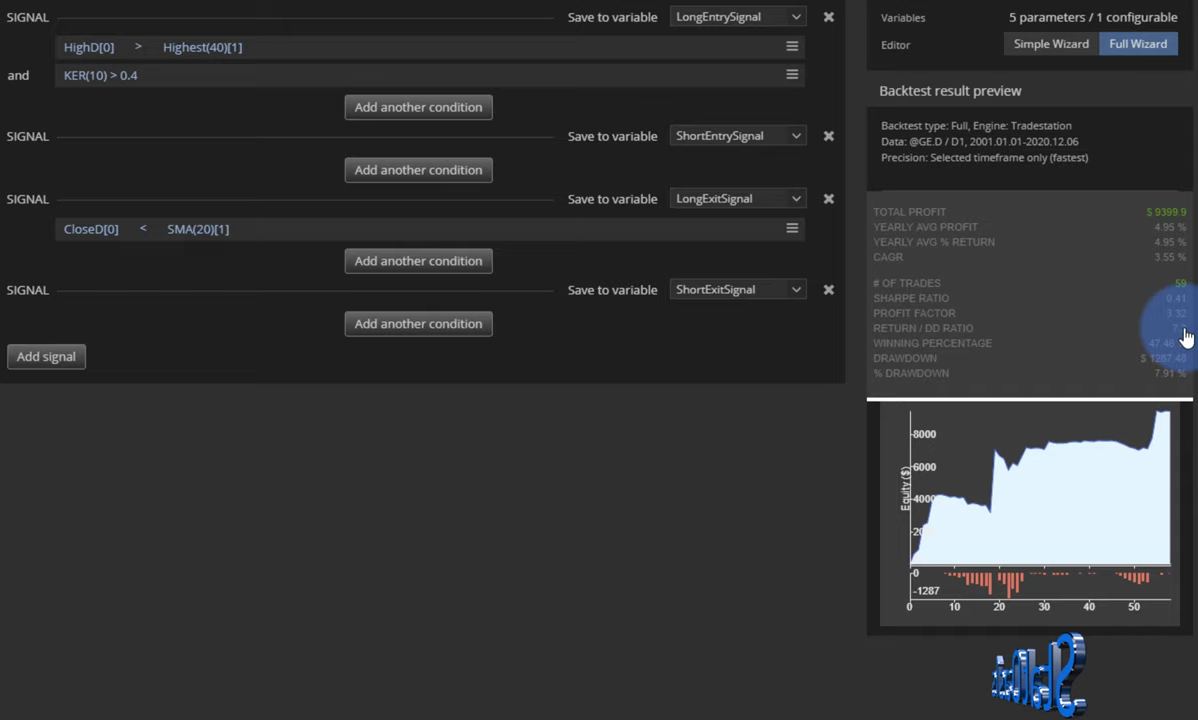 SIGNAL Save to variable LongEntrySignal
HighD[0] > Highest(40)[1]
and KER(10) > 0.4
Add another condition
SIGNAL Save to variable ShortEntrySignal
Add another condition
SIGNAL Save to variable LongExitSignal
CloseD[0] < SMA(20)[1]
Add another condition
SIGNAL Save to variable ShortExitSignal
Add another condition
Add signal
Variables 5 parameters / 1 configurable
Editor Simple Wizard Full Wizard
Backtest result preview
Backtest type: Full, Engine: Tradestation
Data: @GE.D / D1, 2001.01.01-2020.12.06
Precision: Selected timeframe only (fastest)
TOTAL PROFIT $ 9399.9
YEARLY AVG PROFIT 4.95 %
YEARLY AVG % RETURN 4.95 %
CAGR 3.55 %
# OF TRADES 59
SHARPE RATIO 0.41
PROFIT FACTOR 3.32
RETURN / DD RATIO
WINNING PERCENTAGE 47.46
DRAWDOWN $ 1287.48
% DRAWDOWN 7.91 %
Equity ($)
8000
6000
4000
0
-1287
0 10 20 30 40 50